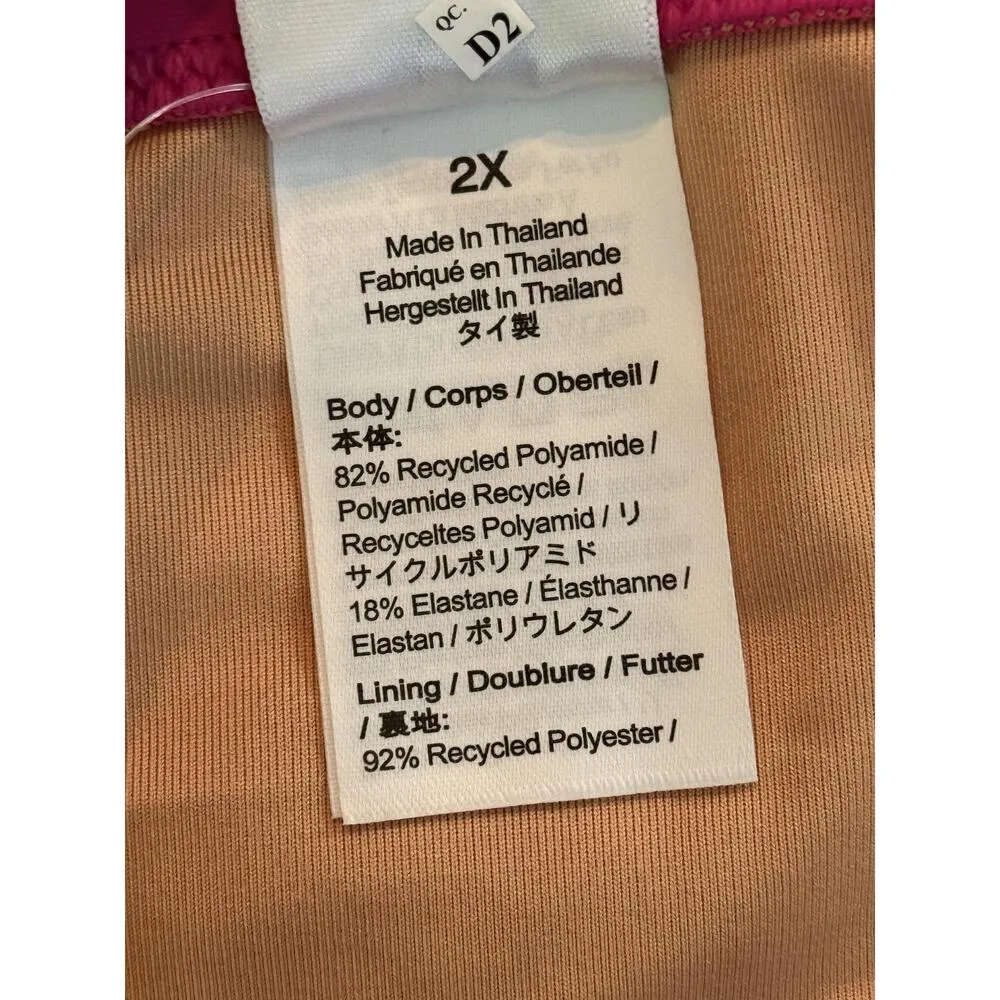 QC.
D2
2X
Made In Thailand
Fabriqué en Thailande
Hergestellt In Thailand
タイ製
Body / Corps / Oberteil /
本体:
82% Recycled Polyamide /
Polyamide Recyclé /
Recyceltes Polyamid / リ
サイクルポリアミド
18% Elastane / Élasthanne /
Elastan / ポリウレタン
Lining / Doublure / Futter
/ 裏地:
92% Recycled Polyester /